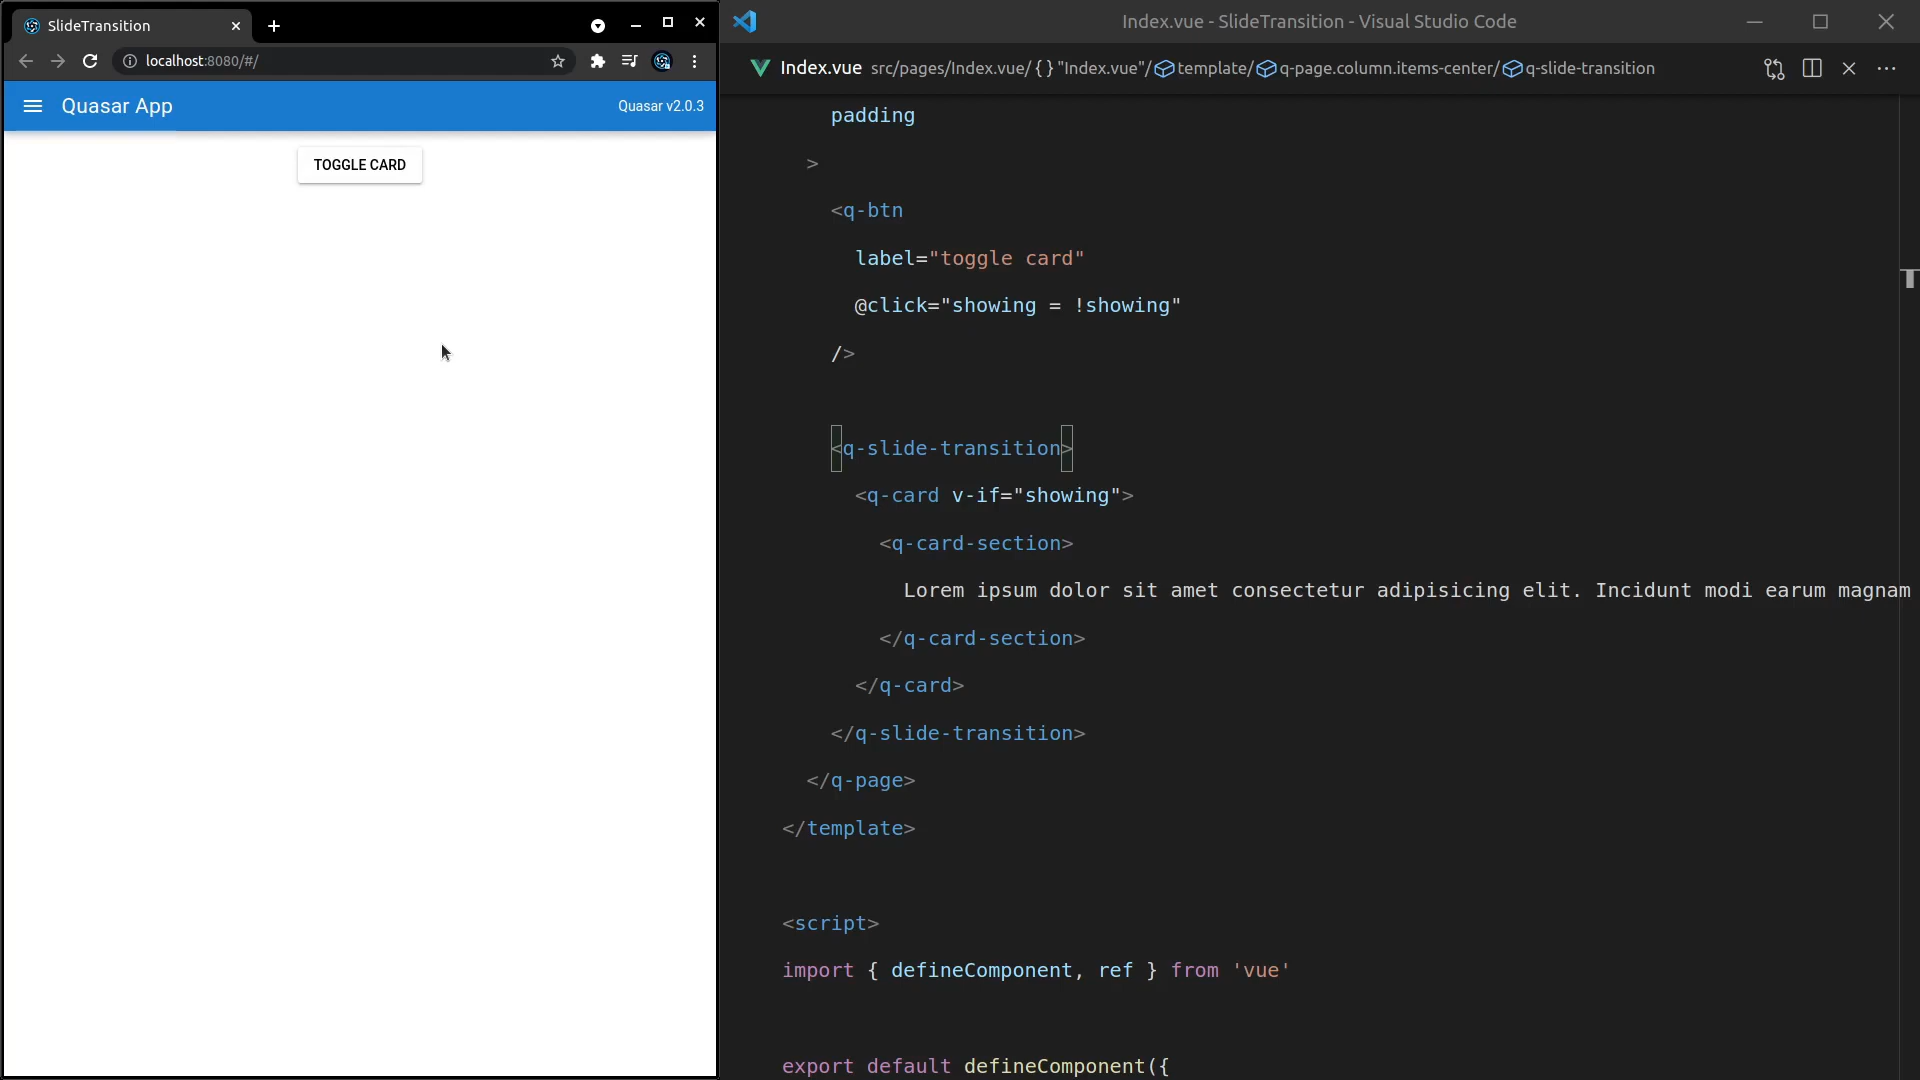 SlideTransition
localhost:8080/#/
Quasar App
Quasar v2.0.3
TOGGLE CARD
Index.vue - SlideTransition - Visual Studio Code
Index.vue src/pages/Index.vue/ { } "Index.vue"/ template/ q-page.column.items-center/ q-slide-transition
padding
>
<q-btn
label="toggle card"
@click="showing = !showing"
/>
<q-slide-transition>
<q-card v-if="showing">
<q-card-section>
Lorem ipsum dolor sit amet consectetur adipisicing elit. Incidunt modi earum magnam
</q-card-section>
</q-card>
</q-slide-transition>
</q-page>
</template>
<script>
import { defineComponent, ref } from 'vue'
export default defineComponent({